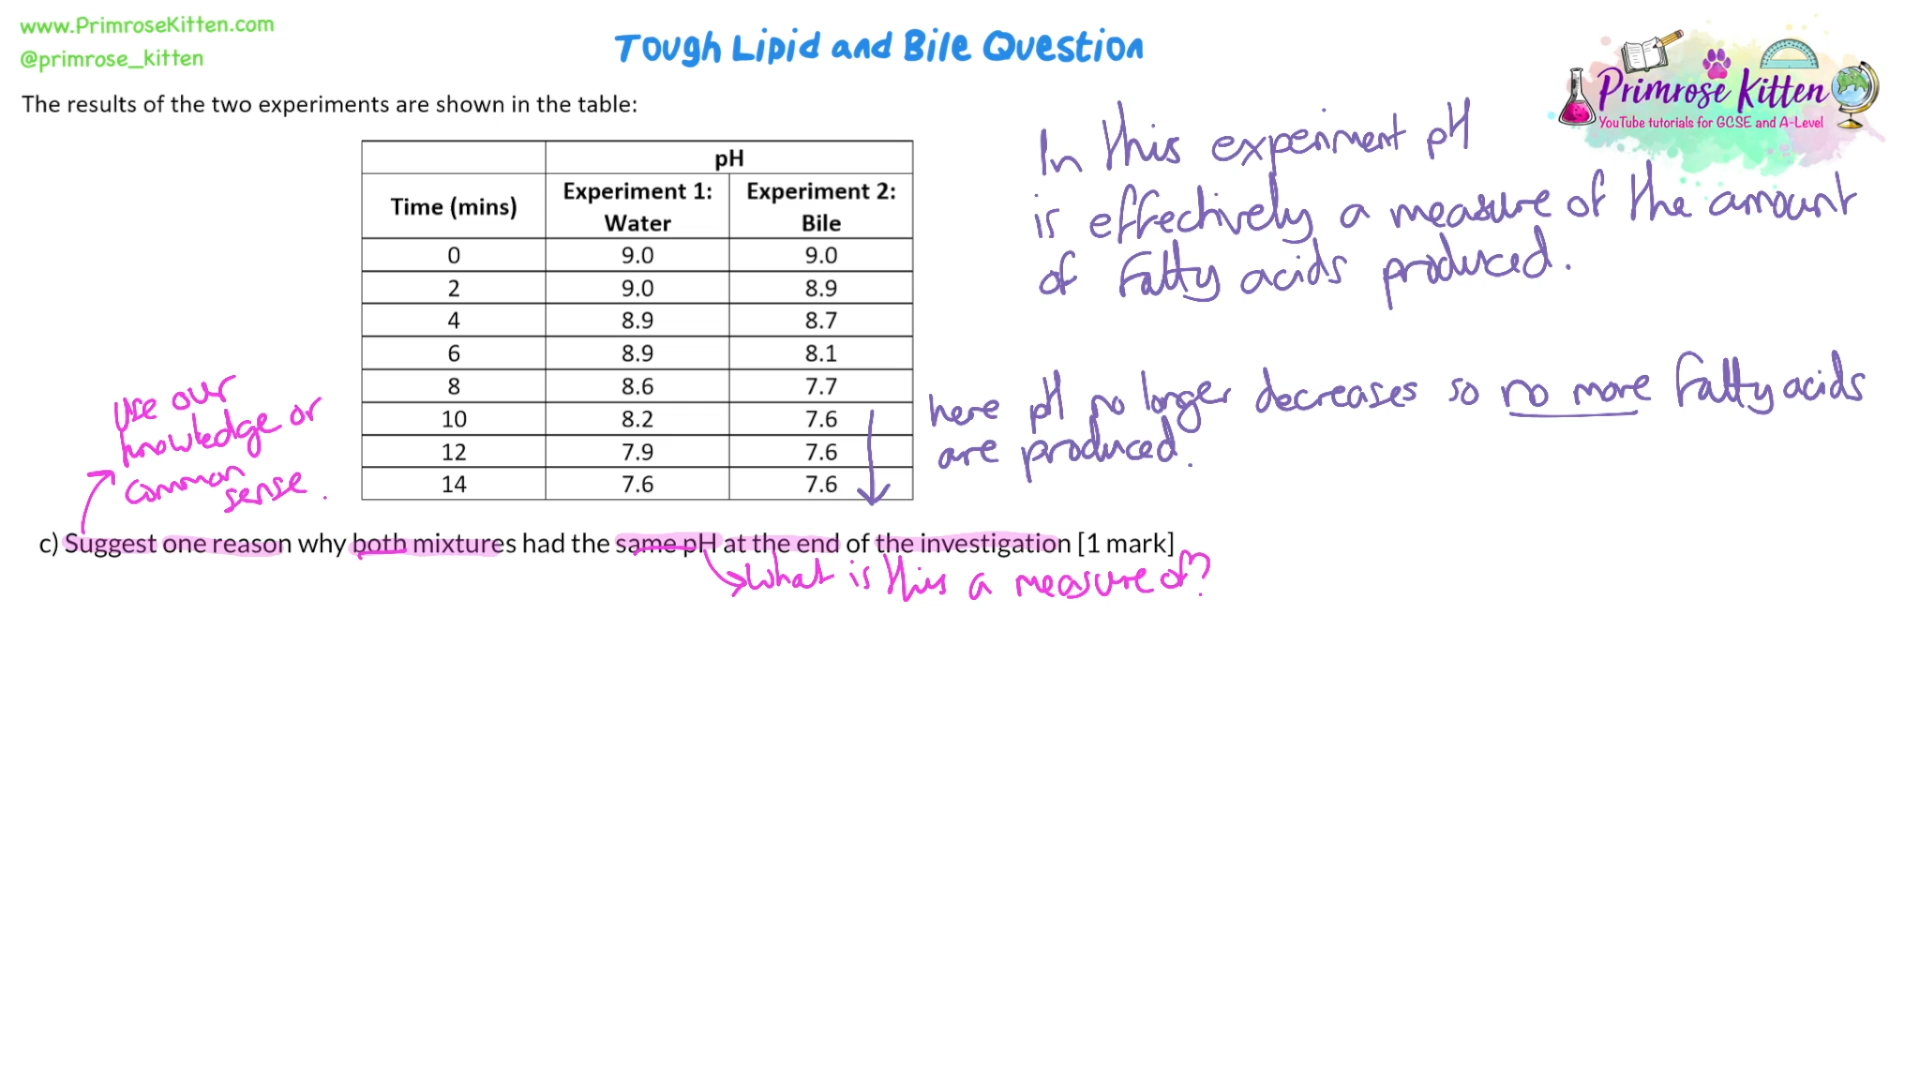 www.PrimroseKitten.com
@primrose_kitten
Tough Lipid and Bile Question
Primrose Kitten
YouTube tutorials for GCSE and A-Level
The results of the two experiments are shown in the table:
pH
Time (mins) Experiment 1: Water Experiment 2: Bile
0 9.0 9.0
2 9.0 8.9
4 8.9 8.7
6 8.9 8.1
8 8.6 7.7
10 8.2 7.6
12 7.9 7.6
14 7.6 7.6
In this experiment pH
is effectively a measure of the amount
of fatty acids produced.
here pH no longer decreases so no more fatty acids
are produced.
use our
knowledge or
common
sense.
c) Suggest one reason why both mixtures had the same pH at the end of the investigation [1 mark]
what is this a measure of?